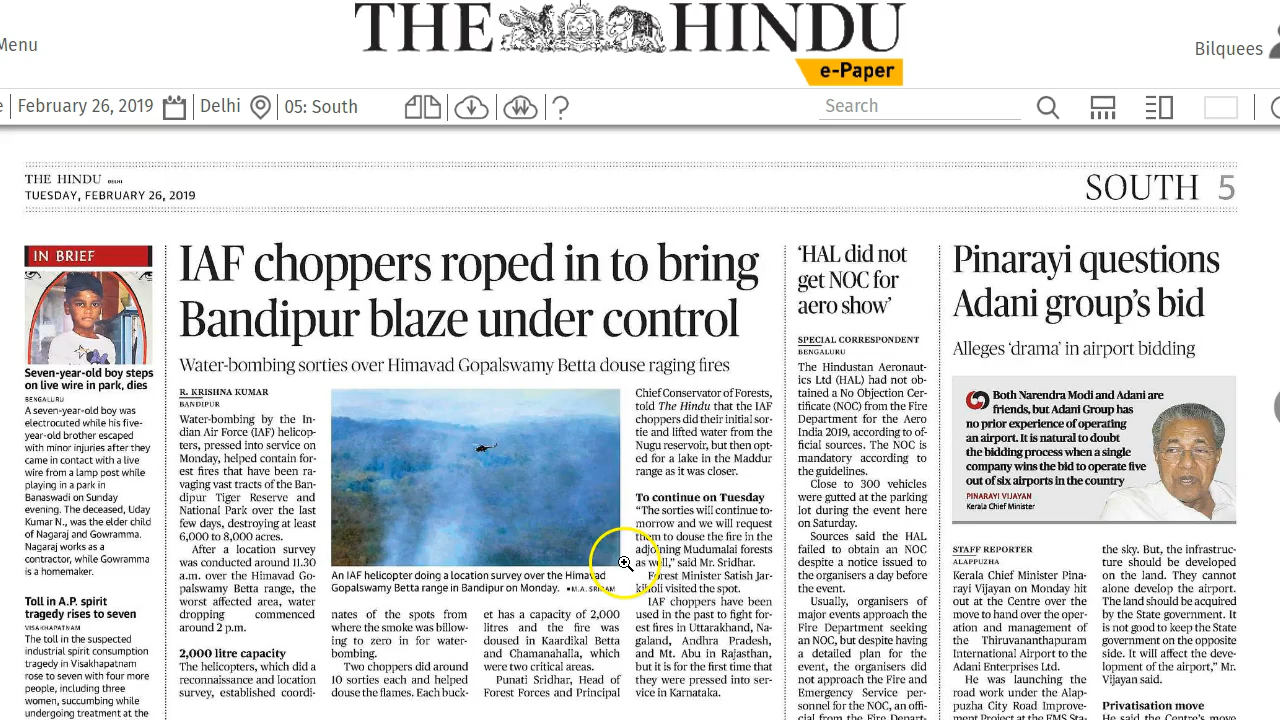 THE HINDU
e-Paper
Menu
Bilquees
e
February 26, 2019
Delhi
05: South
Search
THE HINDU DELHI
TUESDAY, FEBRUARY 26, 2019
SOUTH 5
IN BRIEF
Seven-year-old boy steps
on live wire in park, dies
BENGALURU
A seven-year-old boy was
electrocuted while his five-
year-old brother escaped
with minor injuries after they
came in contact with a live
wire from a lamp post while
playing in a park in
Banaswadi on Sunday
evening. The deceased, Uday
Kumar N., was the elder child
of Nagaraj and Gowramma.
Nagaraj works as a
contractor, while Gowramma
is a homemaker.
Toll in A.P. spirit
tragedy rises to seven
VISAKHAPATNAM
The toll in the suspected
industrial spirit consumption
tragedy in Visakhapatnam
rose to seven with four more
people, including three
women, succumbing while
undergoing treatment at the
IAF choppers roped in to bring
Bandipur blaze under control
Water-bombing sorties over Himavad Gopalswamy Betta douse raging fires
R. KRISHNA KUMAR
BANDIPUR
Water-bombing by the In-
dian Air Force (IAF) helicop-
ters, pressed into service on
Monday, helped contain for-
est fires that have been ra-
vaging vast tracts of the Ban-
dipur Tiger Reserve and
National Park over the last
few days, destroying at least
6,000 to 8,000 acres.
After a location survey
was conducted around 11.30
a.m. over the Himavad Go-
palswamy Betta range, the
worst affected area, water
dropping commenced
around 2 p.m.
2,000 litre capacity
The helicopters, which did a
reconnaissance and location
survey, established coordi-
An IAF helicopter doing a location survey over the Himavad
Gopalswamy Betta range in Bandipur on Monday. •M.A. SRIRAM
nates of the spots from
where the smoke was billow-
ing to zero in for water-
bombing.
Two choppers did around
10 sorties each and helped
douse the flames. Each buck-
et has a capacity of 2,000
litres and the fire was
doused in Kaardikal Betta
and Chamanahalla, which
were two critical areas.
Punati Sridhar, Head of
Forest Forces and Principal
Chief Conservator of Forests,
told The Hindu that the IAF
choppers did their initial sor-
tie and lifted water from the
Nugu reservoir, but then opt-
ed for a lake in the Maddur
range as it was closer.
To continue on Tuesday
“The sorties will continue to-
morrow and we will request
them to douse the fire in the
adjoining Mudumalai forests
as well,” said Mr. Sridhar.
Forest Minister Satish Jar-
kiholi visited the spot.
IAF choppers have been
used in the past to fight for-
est fires in Uttarakhand, Na-
galand, Andhra Pradesh,
and Mt. Abu in Rajasthan,
but it is for the first time that
they were pressed into ser-
vice in Karnataka.
‘HAL did not
get NOC for
aero show’
SPECIAL CORRESPONDENT
BENGALURU
The Hindustan Aeronaut-
ics Ltd (HAL) had not ob-
tained a No Objection Cer-
tificate (NOC) from the Fire
Department for the Aero
India 2019, according to of-
ficial sources. The NOC is
mandatory according to
the guidelines.
Close to 300 vehicles
were gutted at the parking
lot during the event here
on Saturday.
Sources said the HAL
failed to obtain an NOC
despite a notice issued to
the organisers a day before
the event.
Usually, organisers of
major events approach the
Fire Department seeking
an NOC, but despite having
a detailed plan for the
event, the organisers did
not approach the Fire and
Emergency Service per-
sonnel for the NOC, an offi-
cial from the Fire Depart-
Pinarayi questions
Adani group’s bid
Alleges ‘drama’ in airport bidding
Both Narendra Modi and Adani are
friends, but Adani Group has
no prior experience of operating
an airport. It is natural to doubt
the bidding process when a single
company wins the bid to operate five
out of six airports in the country
PINARAYI VIJAYAN
Kerala Chief Minister
STAFF REPORTER
ALAPPUZHA
Kerala Chief Minister Pina-
rayi Vijayan on Monday hit
out at the Centre over the
move to hand over the oper-
ation and management of
the Thiruvananthapuram
International Airport to the
Adani Enterprises Ltd.
He was launching the
road work under the Alap-
puzha City Road Improve-
ment Project at the EMS Sta-
the sky. But, the infrastruc-
ture should be developed
on the land. They cannot
alone develop the airport.
The land should be acquired
by the State government. It
is not good to keep the State
government on the opposite
side. It will affect the deve-
lopment of the airport,” Mr.
Vijayan said.
Privatisation move
He said the Centre’s move